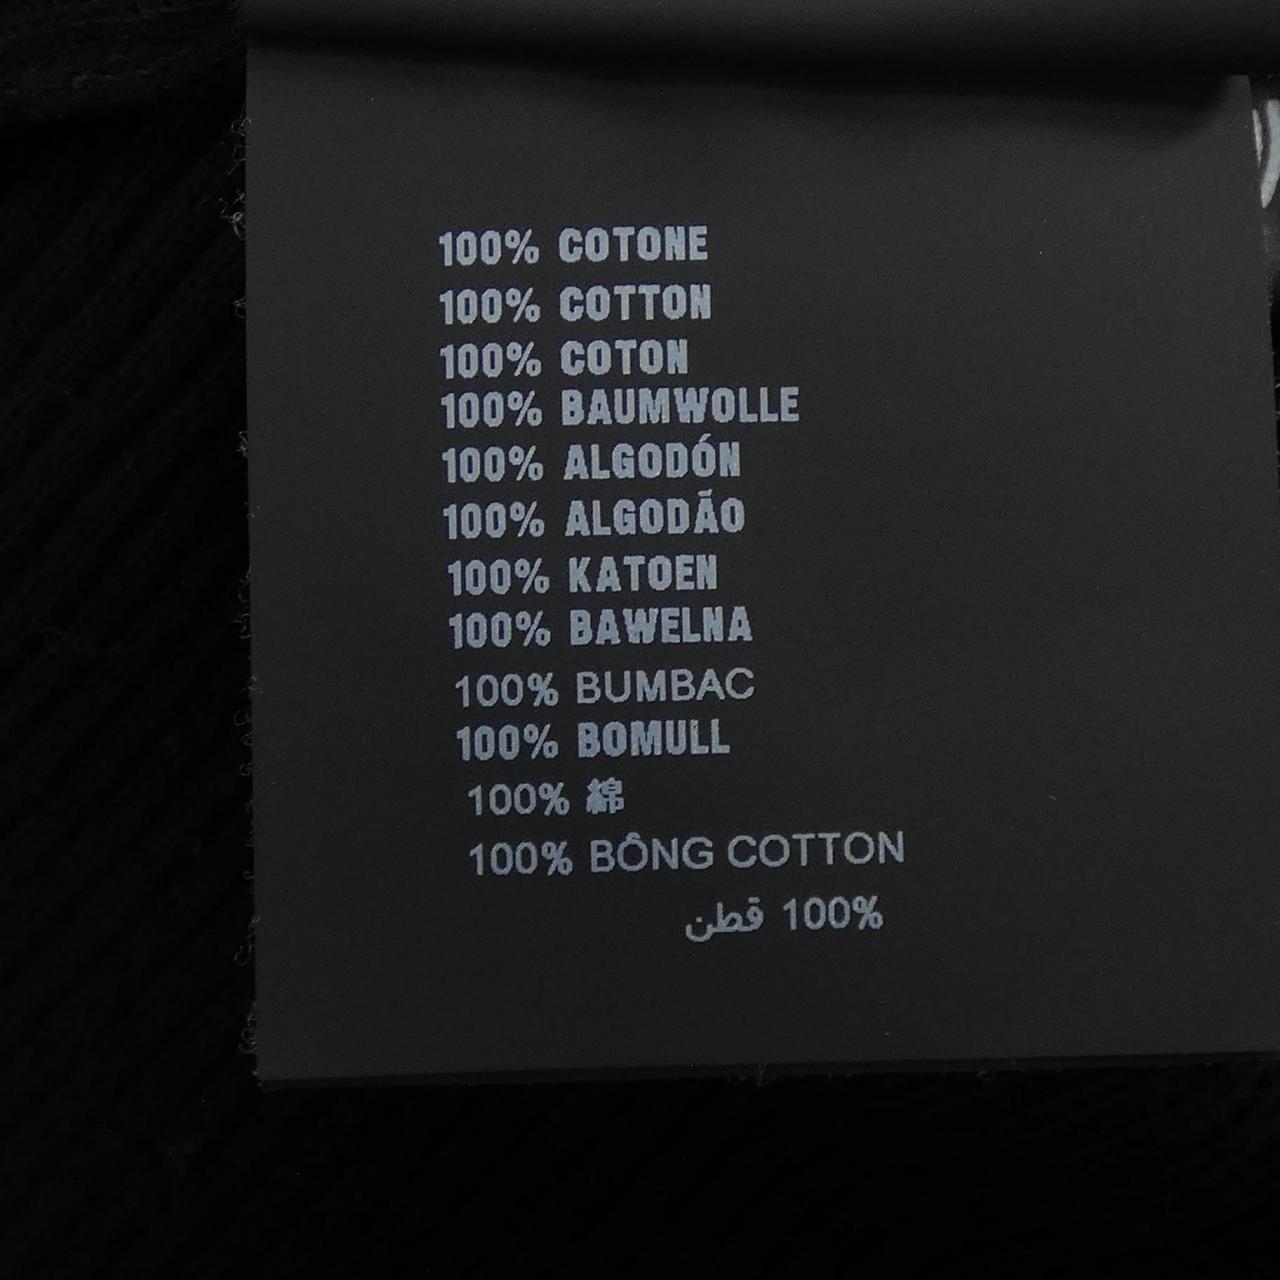 100% COTONE
100% COTTON
100% COTON
100% BAUMWOLLE
100% ALGODÓN
100% ALGODÃO
100% KATOEN
100% BAWELNA
100% BUMBAC
100% BOMULL
100% 綿
100% BÔNG COTTON
100% قطن